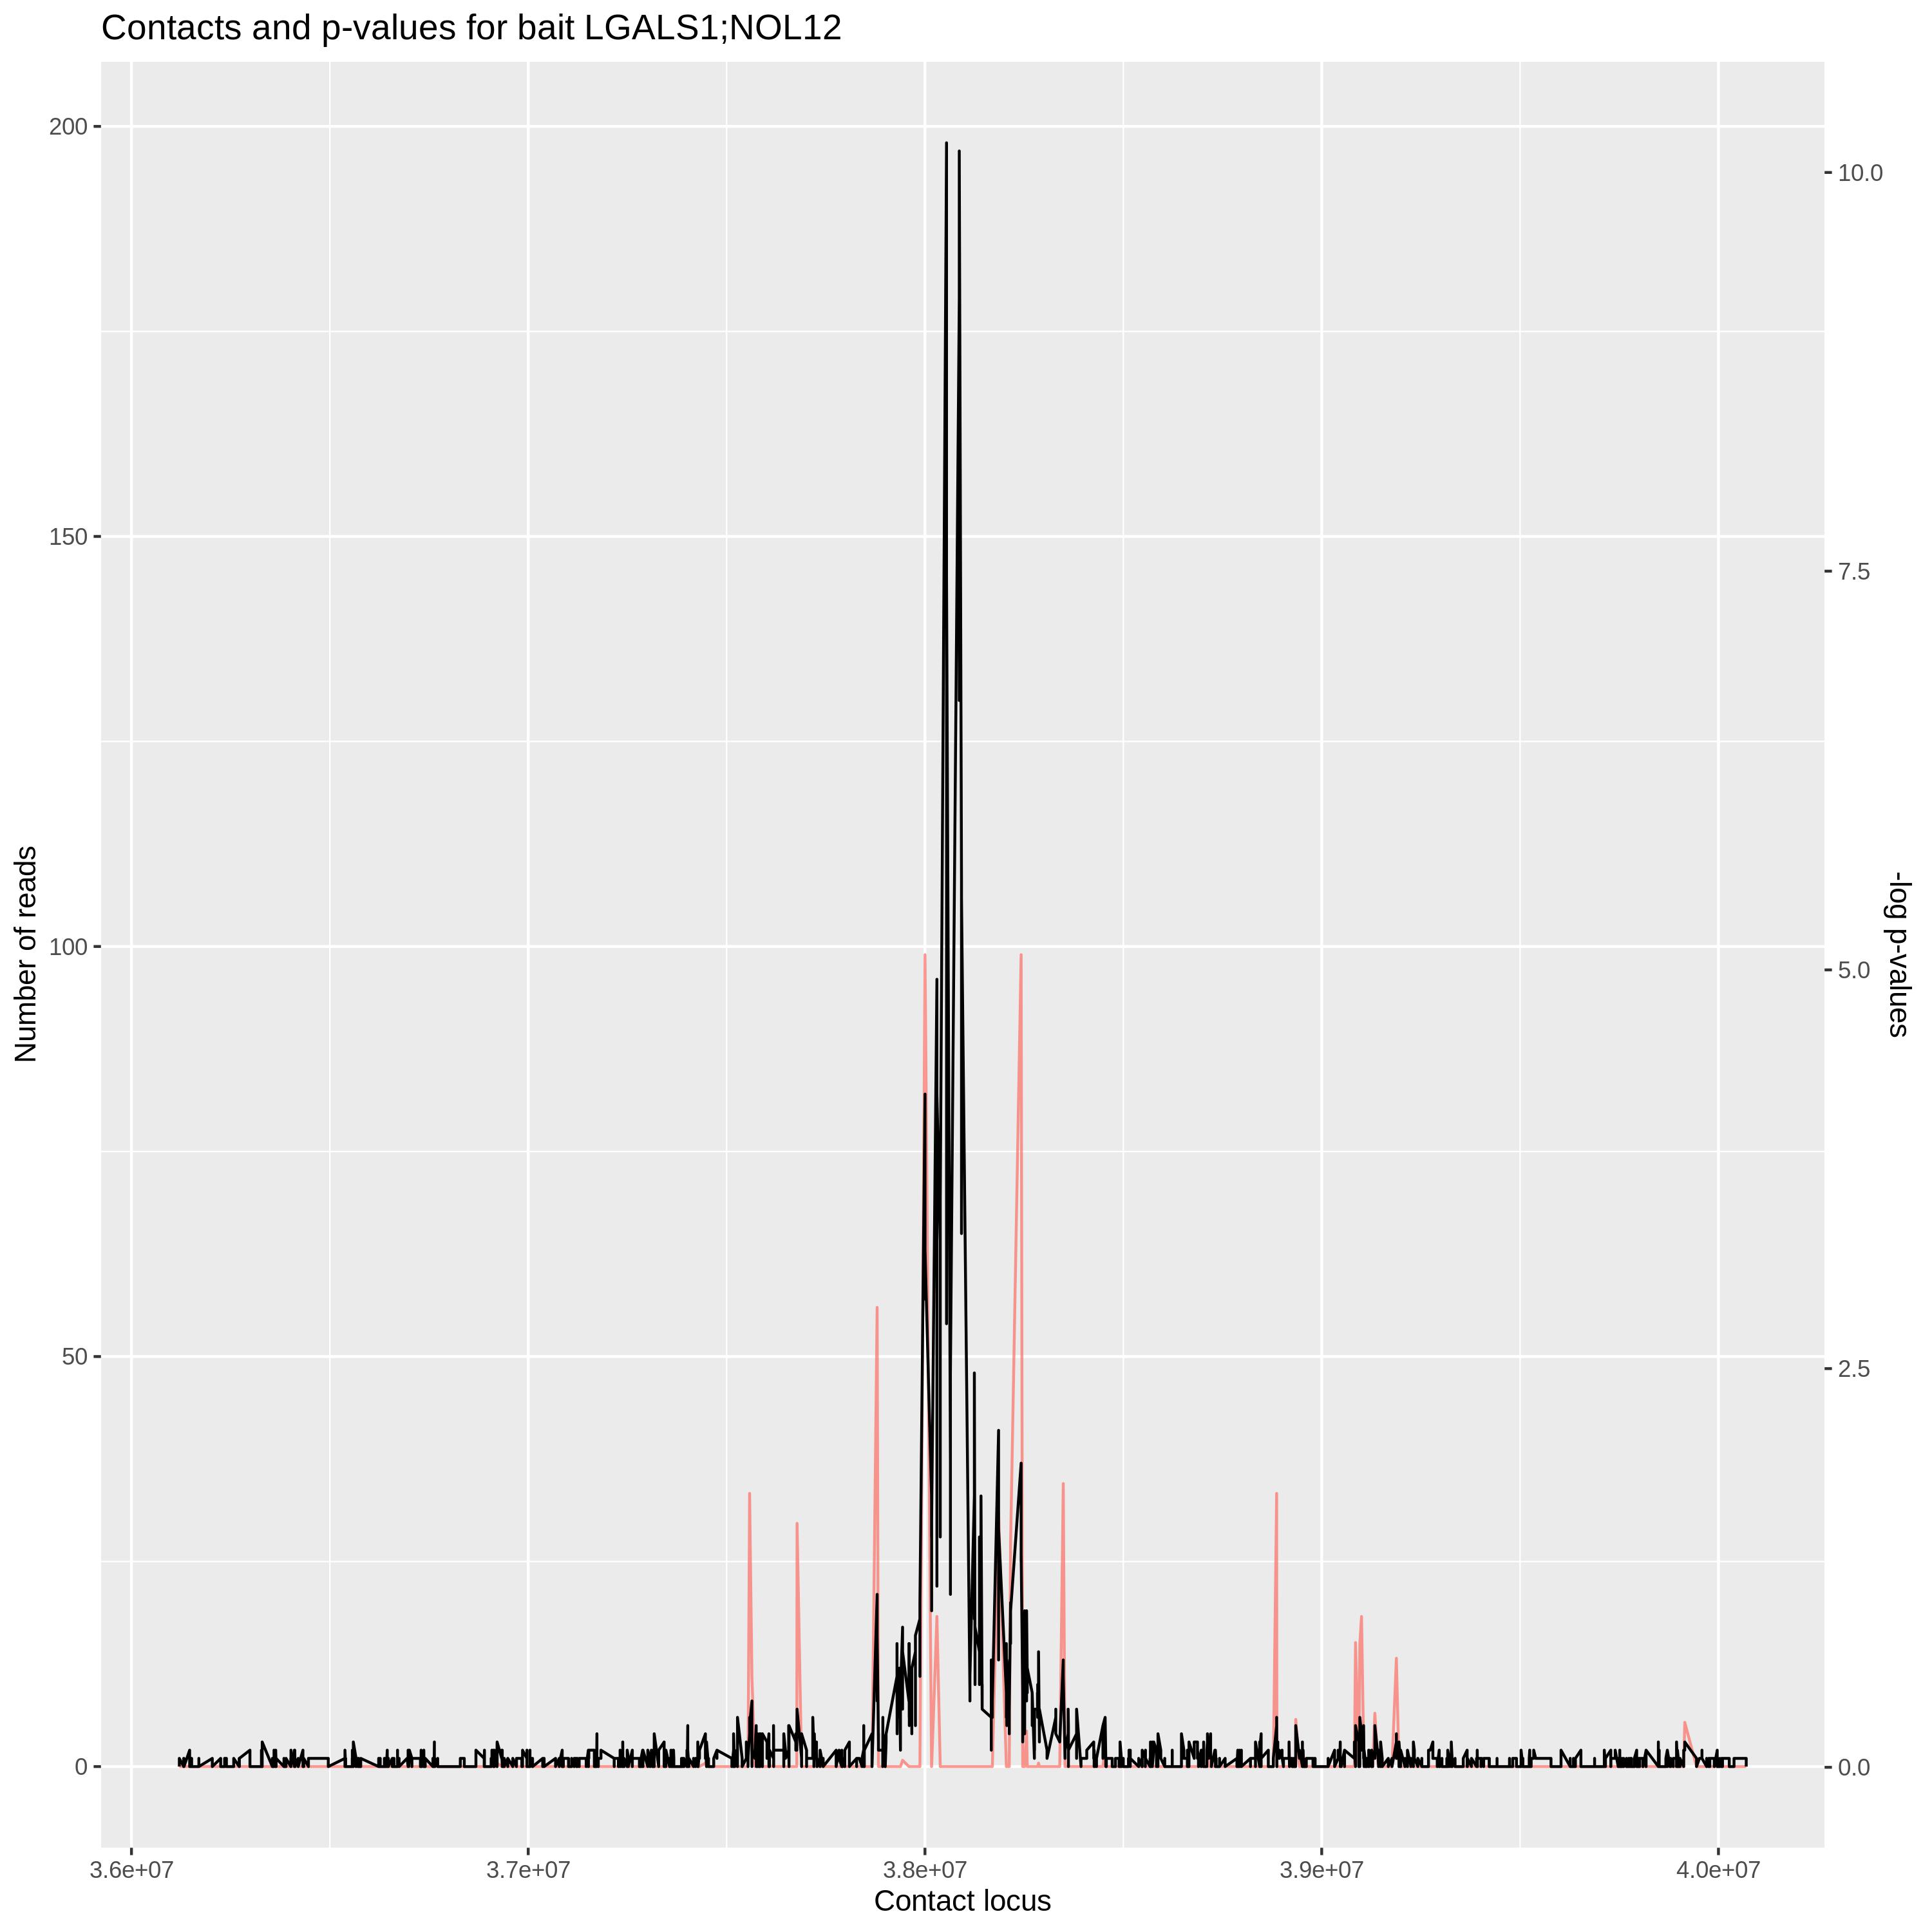 Contacts and p-values for bait LGALS1;NOL12
200
150
100
50
0
Number of reads
10.0
7.5
5.0
2.5
0.0
-log p-values
3.6e+07
3.7e+07
3.8e+07
3.9e+07
4.0e+07
Contact locus